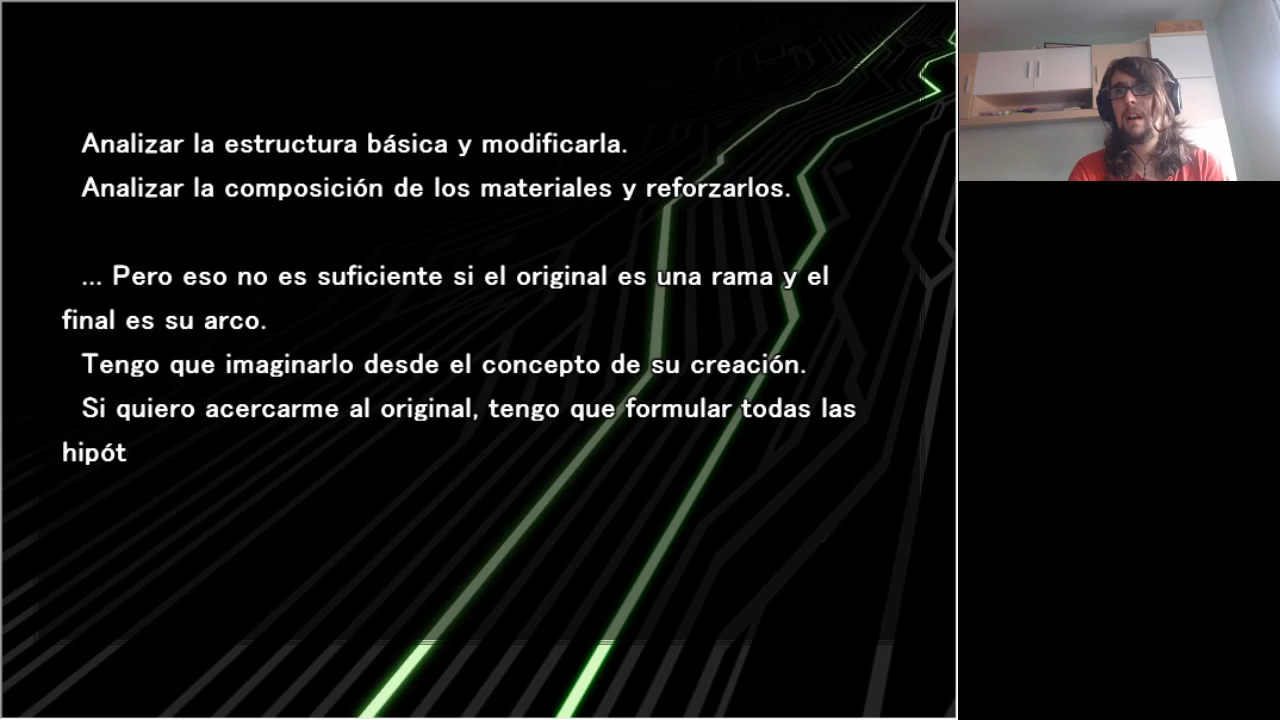 Analizar la estructura básica y modificarla.
Analizar la composición de los materiales y reforzarlos.
... Pero eso no es suficiente si el original es una rama y el
final es su arco.
Tengo que imaginarlo desde el concepto de su creación.
Si quiero acercarme al original, tengo que formular todas las
hipót